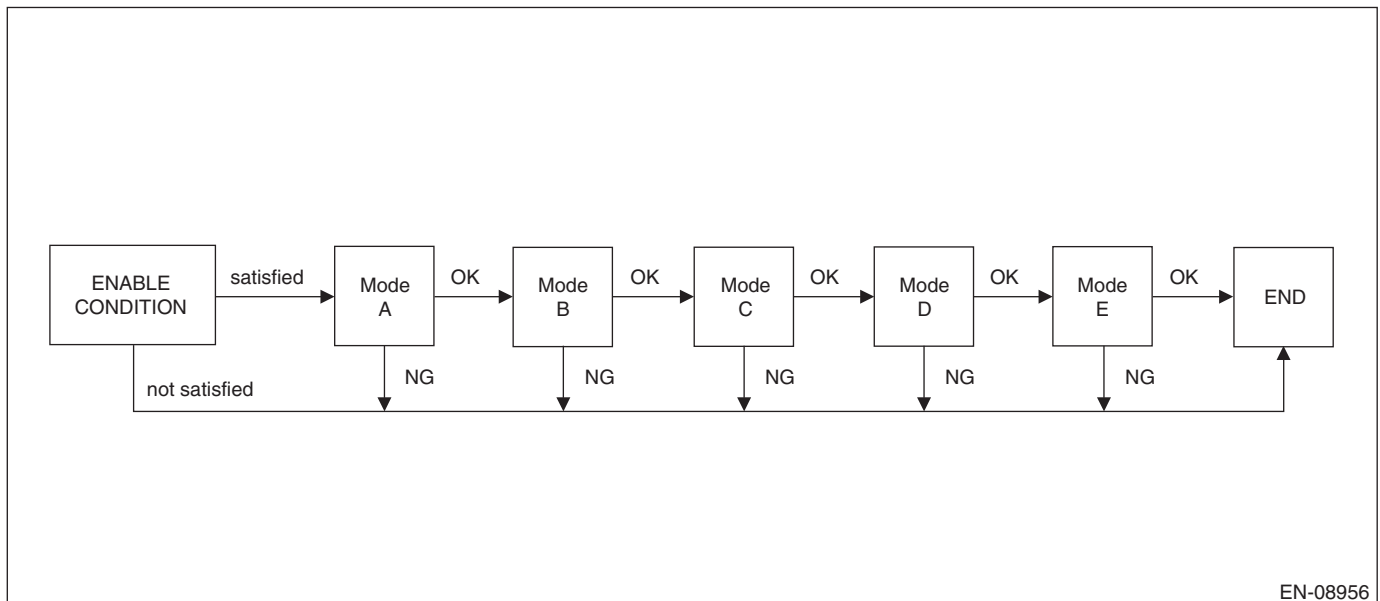 ENABLE
CONDITION
satisfied
not satisfied
Mode
A
OK
NG
Mode
B
OK
NG
Mode
C
OK
NG
Mode
D
OK
NG
Mode
E
OK
NG
END
EN-08956